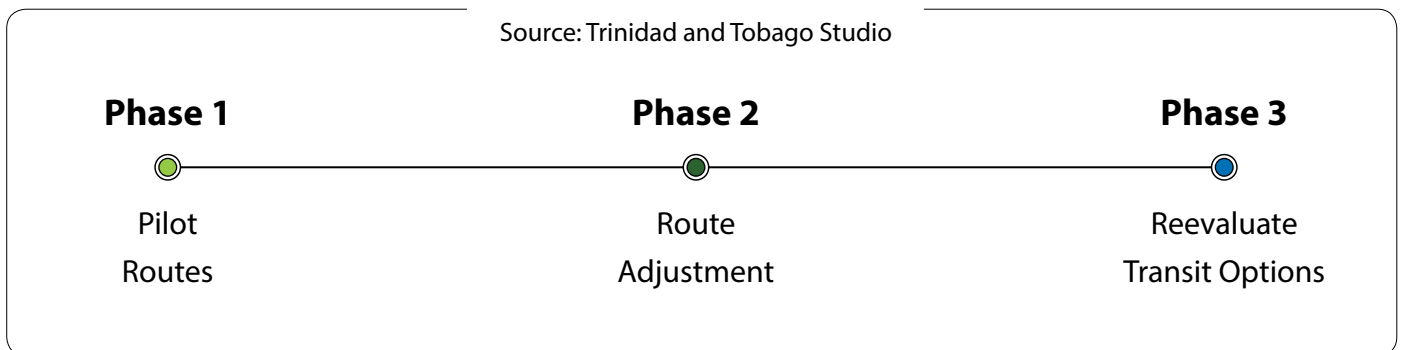 Source: Trinidad and Tobago Studio
Phase 1
Pilot
Routes
Phase 2
Route
Adjustment
Phase 3
Reevaluate
Transit Options